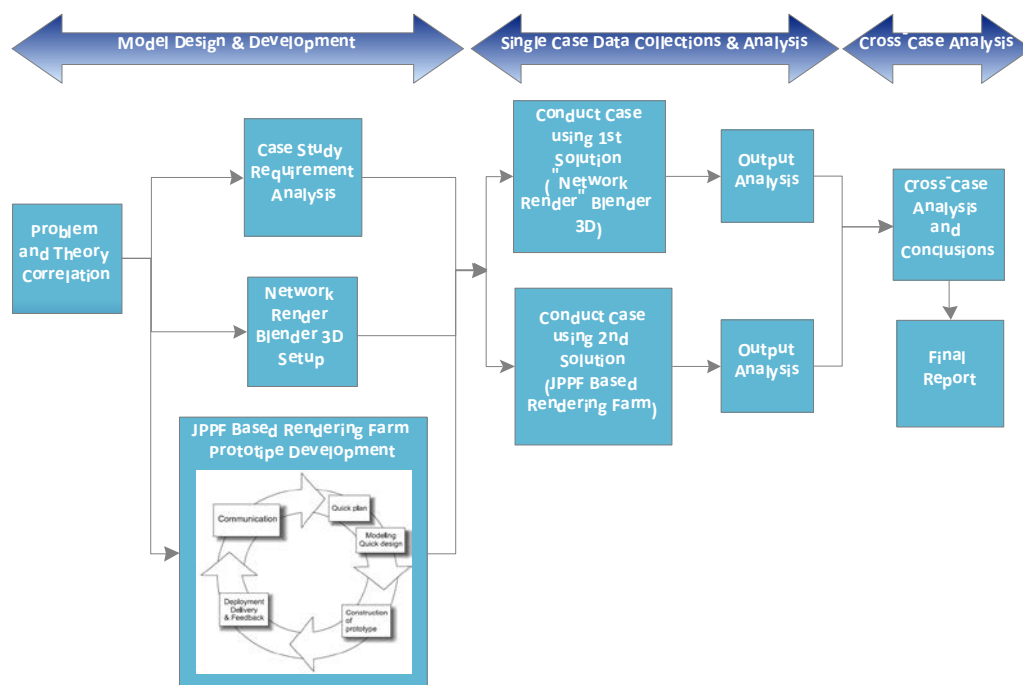 Model Design & Development
Single Case Data Collections & Analysis
Cross-Case Analysis
Problem
and Theory
Correlation
Case Study
Requirement
Analysis
Network
Render
Blender 3D
Setup
JPPF Based Rendering Farm
Prototipe Development
Communication
Quick plan
Modeling
Quick design
Construction
of
prototype
Deployment
Delivery
& Feedback
Conduct Case
using 1st
Solution
("Network
Render" Blender
3D)
Conduct Case
using 2nd
Solution
(JPPF Based
Rendering Farm)
Output
Analysis
Output
Analysis
Cross-Case
Analysis
and
Conclusions
Final
Report